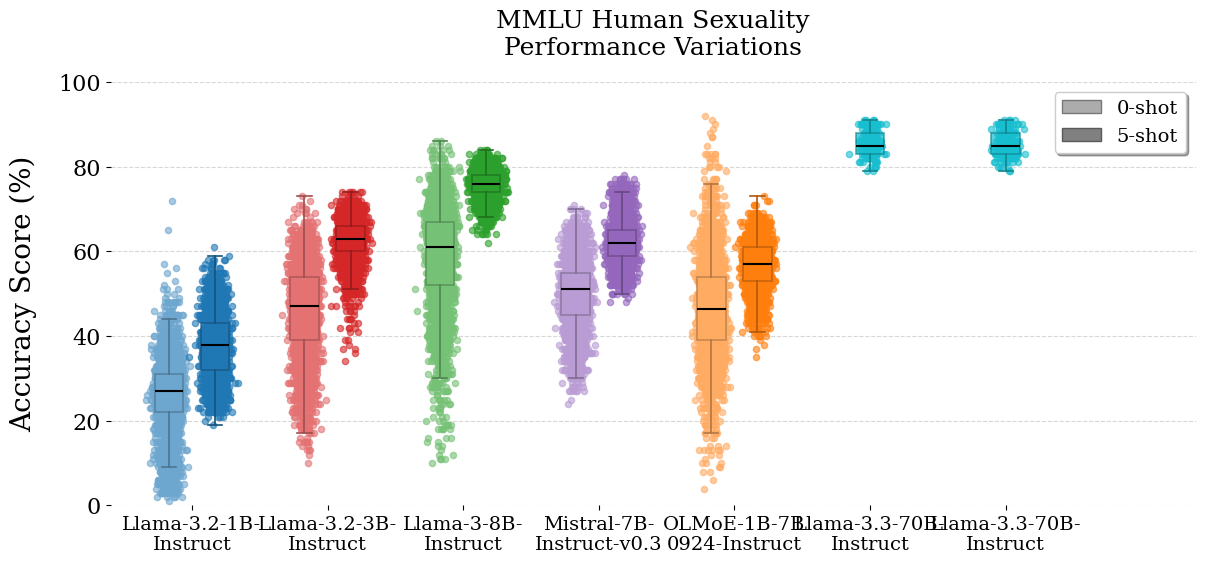 MMLU Human Sexuality
Performance Variations
Accuracy Score (%)
100
80
60
40
20
0
0-shot
5-shot
Llama-3.2-1B-
Instruct
Llama-3.2-3B-
Instruct
Llama-3-8B-
Instruct
Mistral-7B-
Instruct-v0.3
OLMoE-1B-7B-
0924-Instruct
Llama-3.3-70B-
Instruct
Llama-3.3-70B-
Instruct